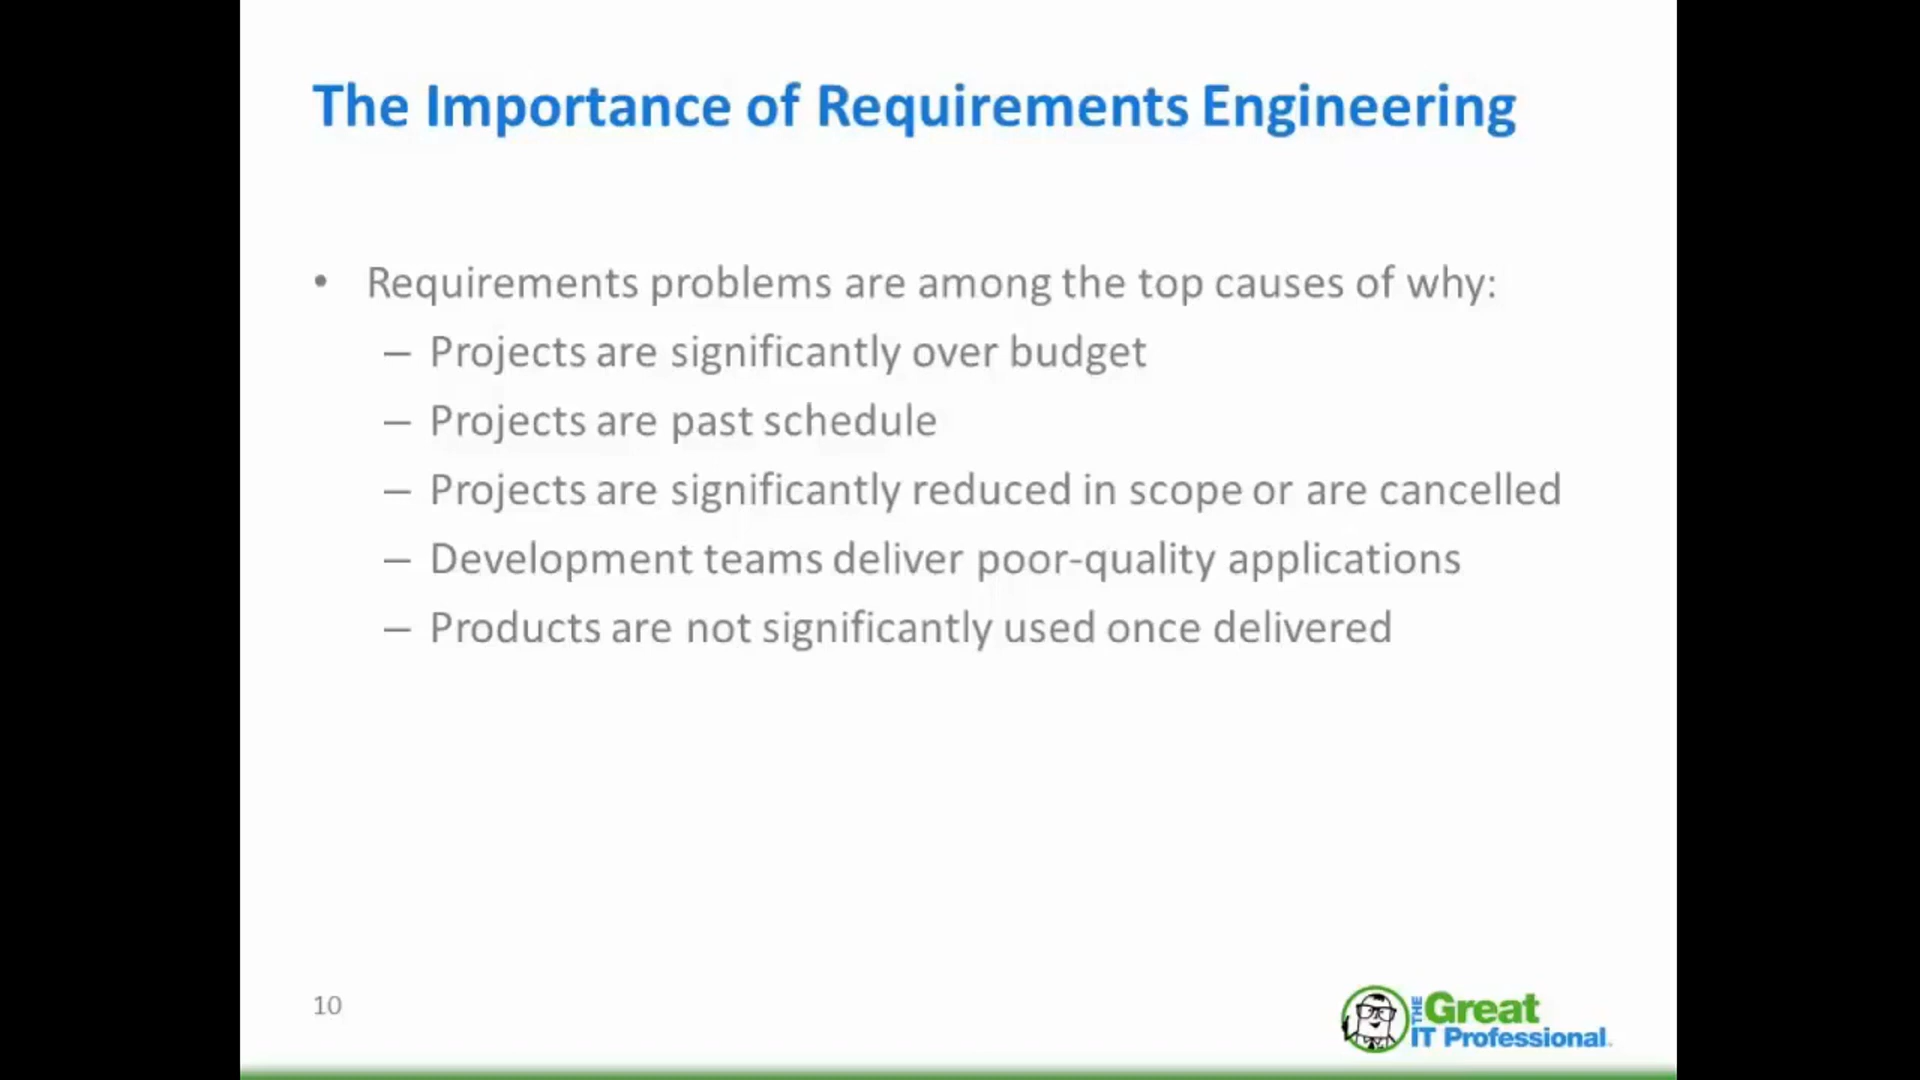 The Importance of Requirements Engineering
• Requirements problems are among the top causes of why:
– Projects are significantly over budget
– Projects are past schedule
– Projects are significantly reduced in scope or are cancelled
– Development teams deliver poor-quality applications
– Products are not significantly used once delivered
10
THE Great
IT Professional